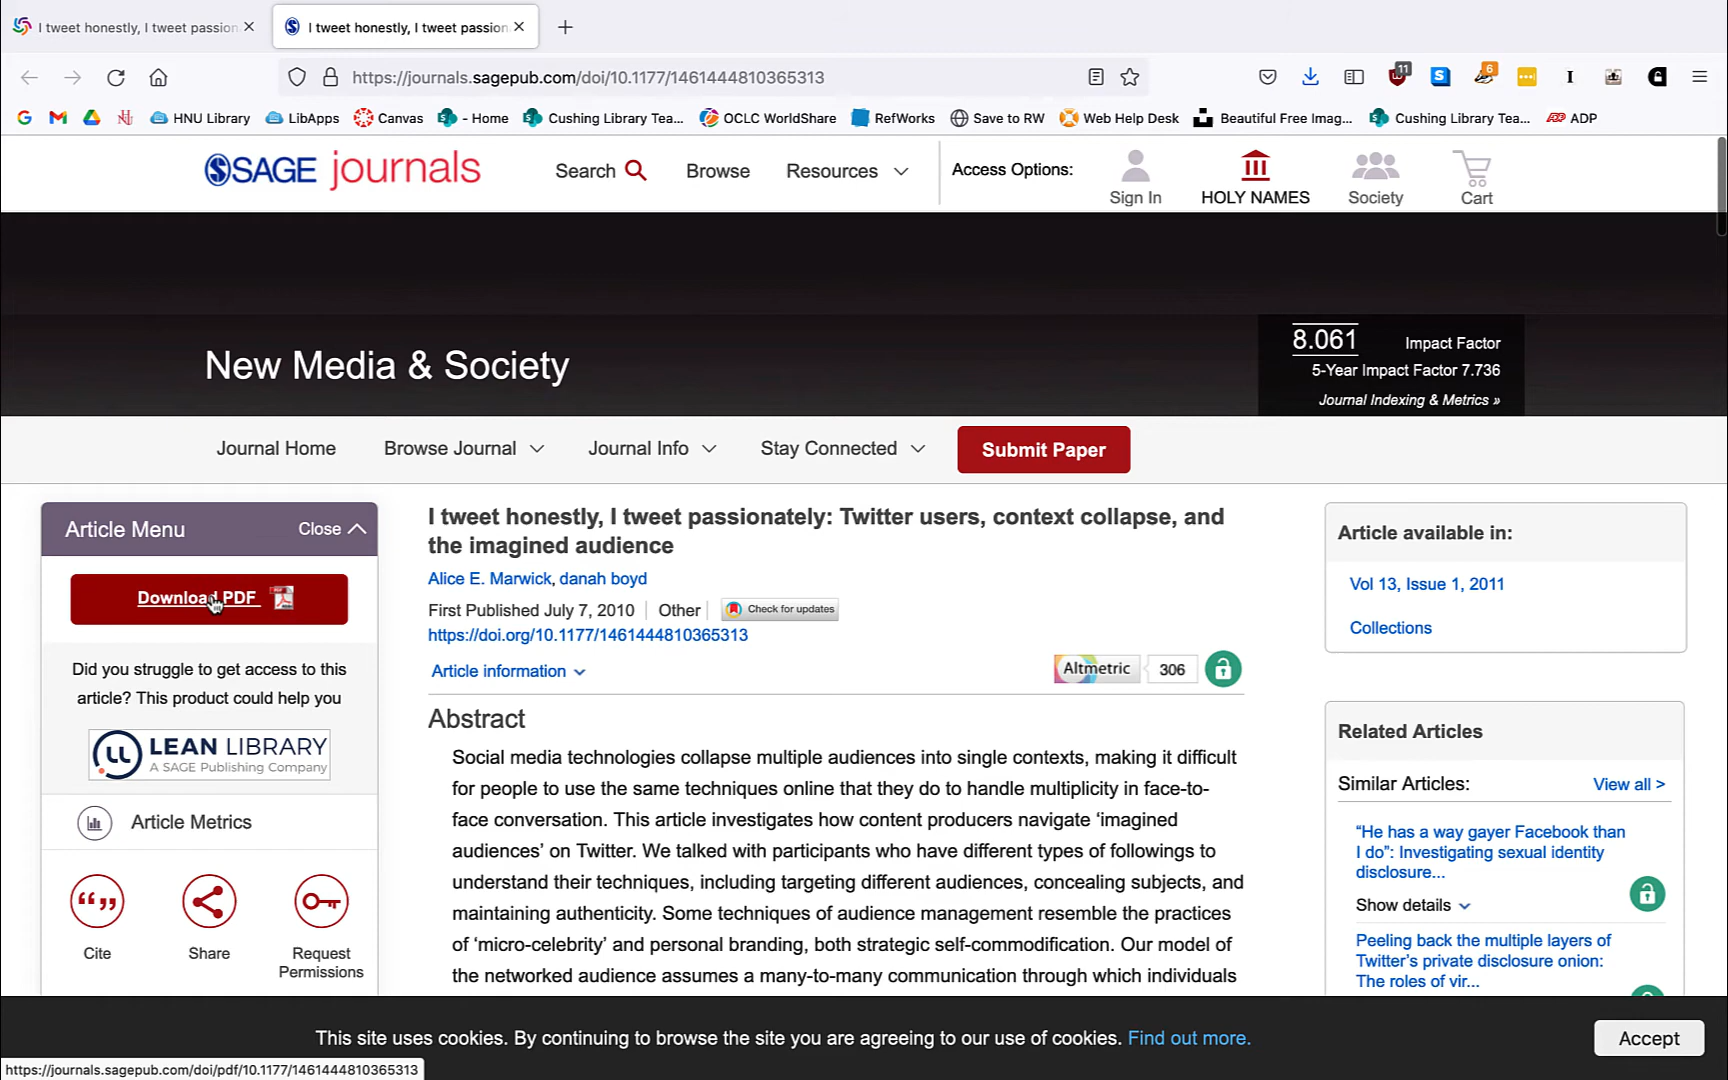 I tweet honestly, I tweet passion
I tweet honestly, I tweet passion
https://journals.sagepub.com/doi/10.1177/1461444810365313
11
6
HNU Library
LibApps
Canvas
- Home
Cushing Library Tea...
OCLC WorldShare
RefWorks
Save to RW
Web Help Desk
Beautiful Free Imag...
Cushing Library Tea...
ADP
SAGE journals
Search
Browse
Resources
Access Options:
Sign In
HOLY NAMES
Society
Cart
New Media & Society
8.061 Impact Factor
5-Year Impact Factor 7.736
Journal Indexing & Metrics »
Journal Home
Browse Journal
Journal Info
Stay Connected
Submit Paper
Article Menu
Close
Download PDF
Did you struggle to get access to this
article? This product could help you
LEAN LIBRARY
A SAGE Publishing Company
Article Metrics
Cite
Share
Request
Permissions
I tweet honestly, I tweet passionately: Twitter users, context collapse, and
the imagined audience
Alice E. Marwick, danah boyd
First Published July 7, 2010
Other
Check for updates
https://doi.org/10.1177/1461444810365313
Article information
Altmetric
306
Abstract
Social media technologies collapse multiple audiences into single contexts, making it difficult
for people to use the same techniques online that they do to handle multiplicity in face-to-
face conversation. This article investigates how content producers navigate ‘imagined
audiences’ on Twitter. We talked with participants who have different types of followings to
understand their techniques, including targeting different audiences, concealing subjects, and
maintaining authenticity. Some techniques of audience management resemble the practices
of ‘micro-celebrity’ and personal branding, both strategic self-commodification. Our model of
the networked audience assumes a many-to-many communication through which individuals
Article available in:
Vol 13, Issue 1, 2011
Collections
Related Articles
Similar Articles:
View all >
“He has a way gayer Facebook than
I do”: Investigating sexual identity
disclosure...
Show details
Peeling back the multiple layers of
Twitter’s private disclosure onion:
The roles of vir...
This site uses cookies. By continuing to browse the site you are agreeing to our use of cookies. Find out more.
Accept
https://journals.sagepub.com/doi/pdf/10.1177/1461444810365313